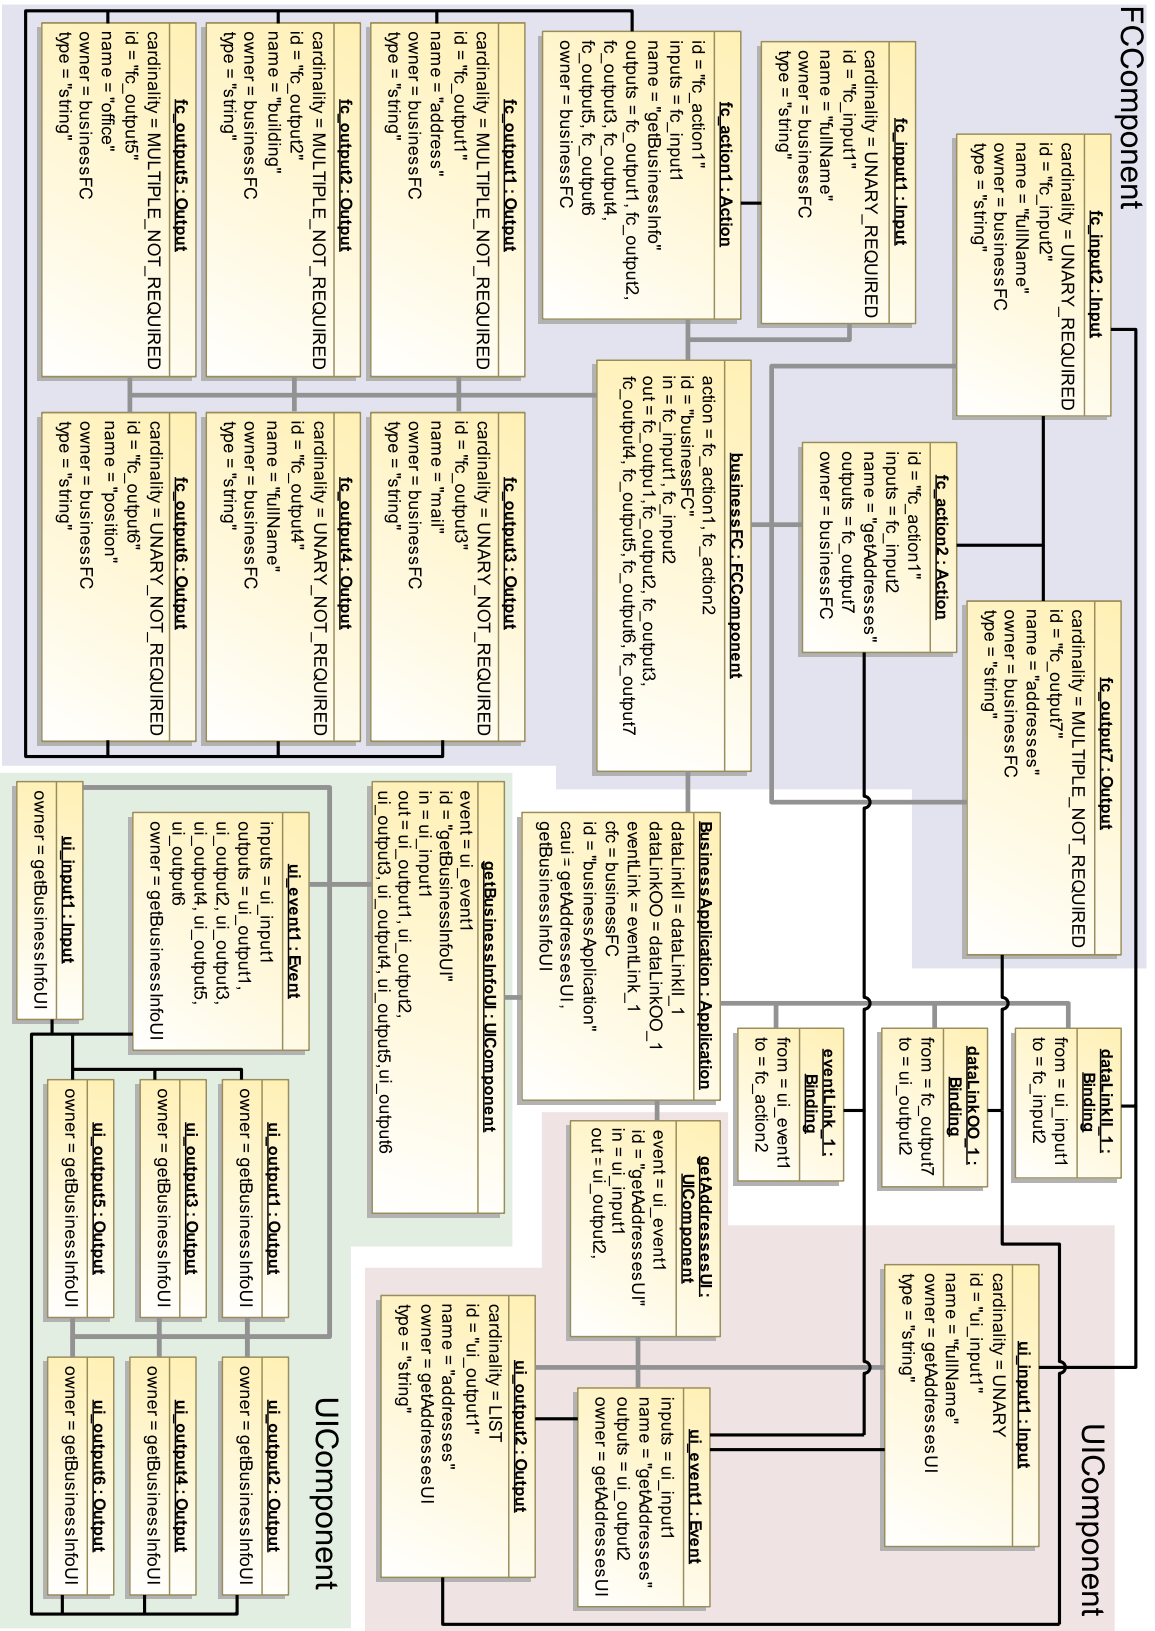 FCComponent
fc_input2 : Input
cardinality = UNARY_REQUIRED
id = "fc_input2"
name = "fullName"
owner = businessFC
type = "string"
fc_output7 : Output
cardinality = MULTIPLE_NOT_REQUIRED
id = "fc_output7"
name = "addresses"
owner = businessFC
type = "string"
fc_input1 : Input
cardinality = UNARY_REQUIRED
id = "fc_input1"
name = "fullName"
owner = businessFC
type = "string"
fc_action2 : Action
id = "fc_action1"
inputs = fc_input2
name = "getAddresses"
outputs = fc_output7
owner = businessFC
fc_action1 : Action
id = "fc_action1"
inputs = fc_input1
name = "getBusinessInfo"
outputs = fc_output1, fc_output2,
fc_output3, fc_output4,
fc_output5, fc_output6
owner = businessFC
businessFC : FCComponent
action = fc_action1, fc_action2
id = "businessFC"
in = fc_input1, fc_input2
out = fc_outpu1, fc_output2, fc_output3,
fc_output4, fc_output5, fc_output6, fc_output7
fc_output1 : Output
cardinality = MULTIPLE_NOT_REQUIRED
id = "fc_output1"
name = "address"
owner = businessFC
type = "string"
fc_output3 : Output
cardinality = UNARY_NOT_REQUIRED
id = "fc_output3"
name = "mail"
owner = businessFC
type = "string"
fc_output2 : Output
cardinality = MULTIPLE_NOT_REQUIRED
id = "fc_output2"
name = "building"
owner = businessFC
type = "string"
fc_output4 : Output
cardinality = UNARY_NOT_REQUIRED
id = "fc_output4"
name = "fullName"
owner = businessFC
type = "string"
fc_output5 : Output
cardinality = MULTIPLE_NOT_REQUIRED
id = "fc_output5"
name = "office"
owner = businessFC
type = "string"
fc_output6 : Output
cardinality = UNARY_NOT_REQUIRED
id = "fc_output6"
name = "position"
owner = businessFC
type = "string"
dataLinkII_1 :
Binding
from = ui_input1
to = fc_input2
dataLinkOO_1 :
Binding
from = fc_output7
to = ui_output2
eventLink_1 :
Binding
from = ui_event1
to = fc_action2
BusinessApplication : Application
dataLinkII = dataLinkII_1
dataLinkOO = dataLinkOO_1
eventLink = eventLink_1
cfc = businessFC
id = "businessApplication"
caui = getAddressesUI,
getBusinessInfoUI
UIComponent
ui_input1 : Input
cardinality = UNARY
id = "ui_input1"
name = "fullName"
owner = getAddressesUI
type = "string"
getAddressesUI :
UIComponent
event = ui_event1
id = "getAddressesUI"
in = ui_input1
out = ui_output2,
ui_event1 : Event
inputs = ui_input1
name = "getAddresses"
outputs = ui_output2
owner = getAddressesUI
ui_output2 : Output
cardinality = LIST
id = "ui_output1"
name = "addresses"
owner = getAddressesUI
type = "string"
getBusinessInfoUI : UIComponent
event = ui_event1
id = "getBusinessInfoUI"
in = ui_input1
out = ui_output1, ui_output2,
ui_output3, ui_output4, ui_output5,ui_output6
UIComponent
ui_event1 : Event
inputs = ui_input1
outputs = ui_output1,
ui_output2, ui_output3,
ui_output4, ui_output5,
ui_output6
owner = getBusinessInfoUI
ui_input1 : Input
owner = getBusinessInfoUI
ui_output1 : Output
owner = getBusinessInfoUI
ui_output2 : Output
owner = getBusinessInfoUI
ui_output3 : Output
owner = getBusinessInfoUI
ui_output4 : Output
owner = getBusinessInfoUI
ui_output5 : Output
owner = getBusinessInfoUI
ui_output6 : Output
owner = getBusinessInfoUI